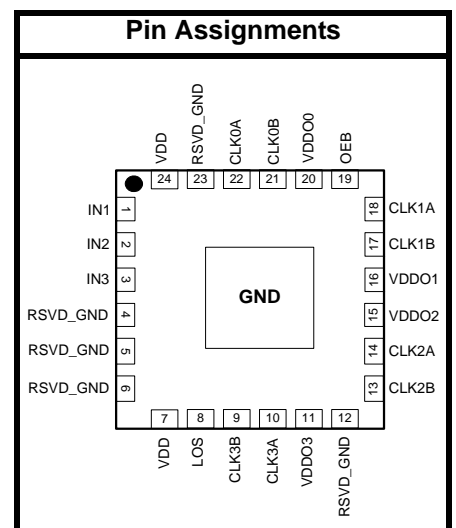 Pin Assignments
VDD
RSVD_GND
CLK0A
CLK0B
VDDO0
OEB
24 23 22 21 20 19
IN1 1
IN2 2
IN3 3
RSVD_GND 4
RSVD_GND 5
RSVD_GND 6
GND
18 CLK1A
17 CLK1B
16 VDDO1
15 VDDO2
14 CLK2A
13 CLK2B
7 8 9 10 11 12
VDD
LOS
CLK3B
CLK3A
VDDO3
RSVD_GND